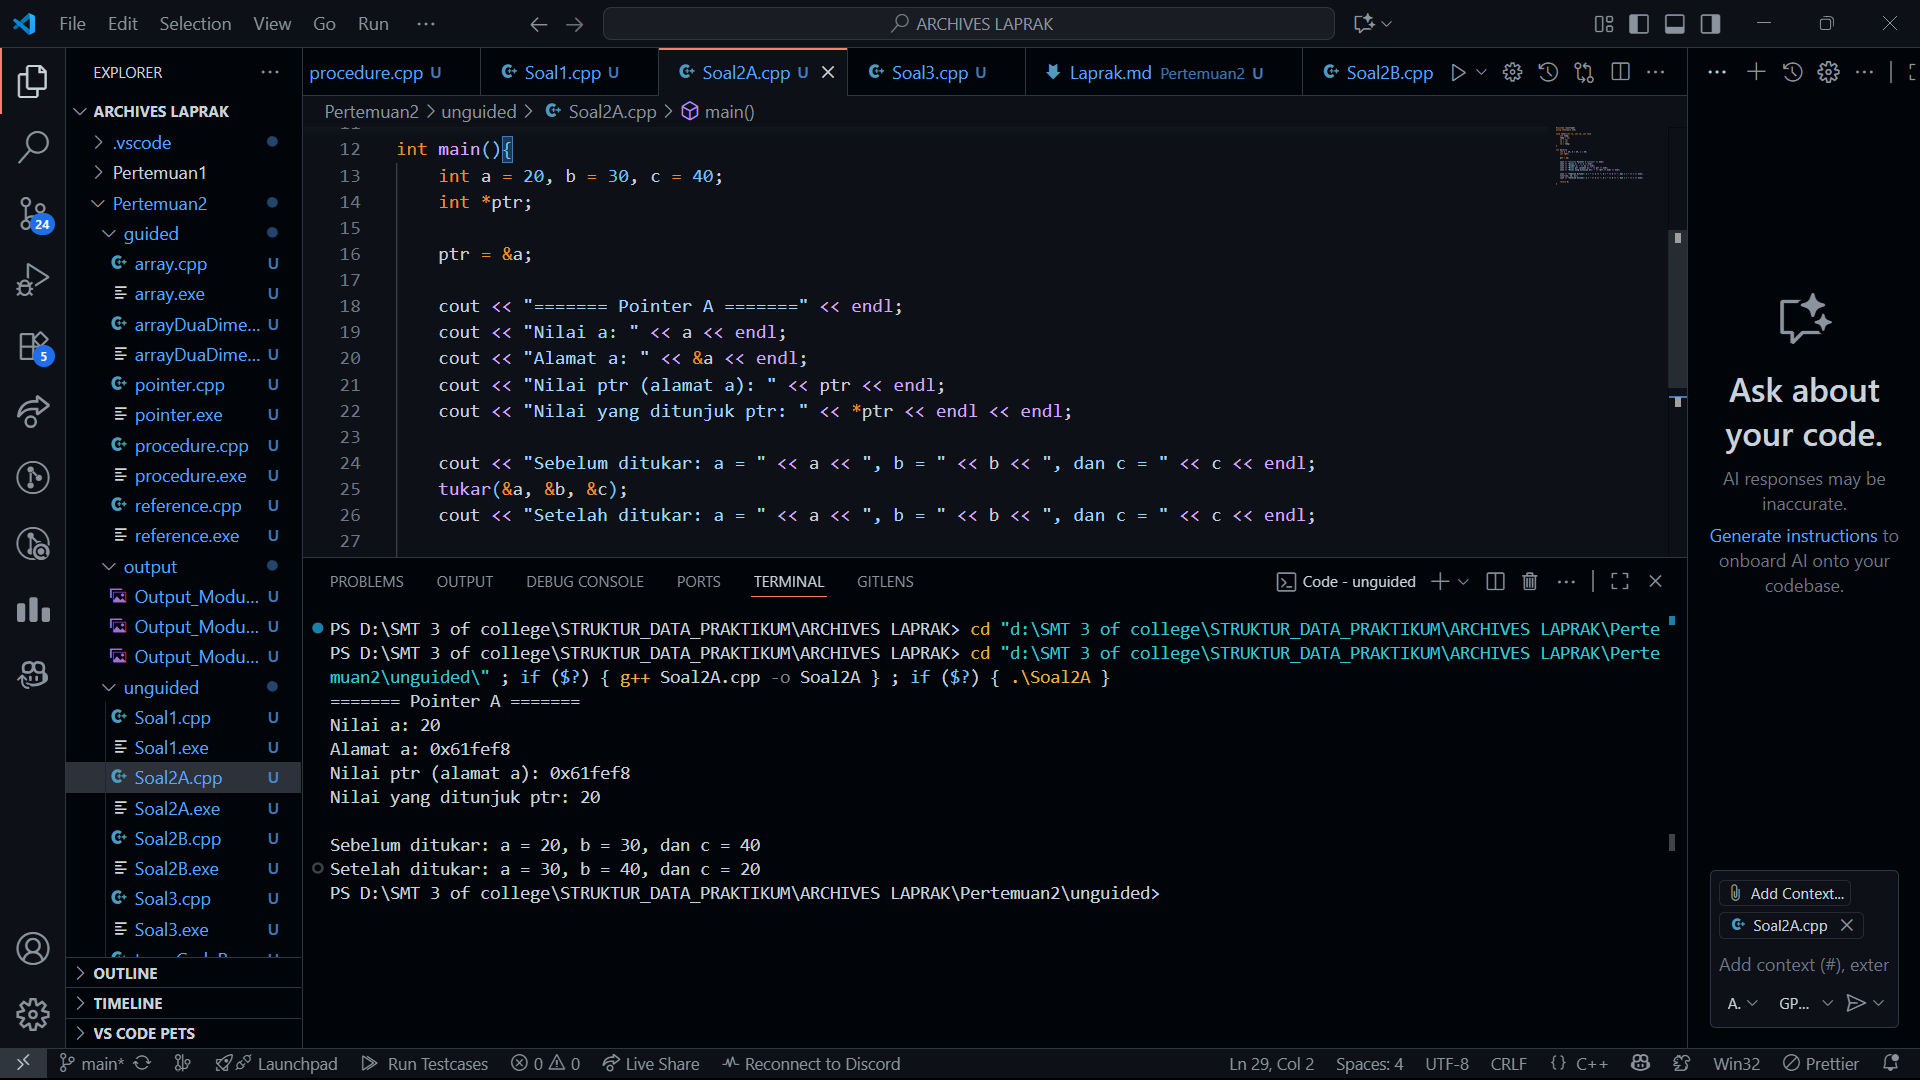 File Edit Selection View Go Run ···
ARCHIVES LAPRAK
EXPLORER
ARCHIVES LAPRAK
.vscode
Pertemuan1
Pertemuan2
guided
array.cpp U
array.exe U
arrayDuaDime... U
arrayDuaDime... U
pointer.cpp U
pointer.exe U
procedure.cpp U
procedure.exe U
reference.cpp U
reference.exe U
output
Output_Modu... U
Output_Modu... U
Output_Modu... U
unguided
Soal1.cpp U
Soal1.exe U
Soal2A.cpp U
Soal2A.exe U
Soal2B.cpp U
Soal2B.exe U
Soal3.cpp U
Soal3.exe U
OUTLINE
TIMELINE
VS CODE PETS
24
5
procedure.cpp U
Soal1.cpp U
Soal2A.cpp U
Soal3.cpp U
Laprak.md Pertemuan2 U
Soal2B.cpp
Pertemuan2 > unguided > Soal2A.cpp > main()
12 int main(){
13 int a = 20, b = 30, c = 40;
14 int *ptr;
15
16 ptr = &a;
17
18 cout << "======= Pointer A =======" << endl;
19 cout << "Nilai a: " << a << endl;
20 cout << "Alamat a: " << &a << endl;
21 cout << "Nilai ptr (alamat a): " << ptr << endl;
22 cout << "Nilai yang ditunjuk ptr: " << *ptr << endl << endl;
23
24 cout << "Sebelum ditukar: a = " << a << ", b = " << b << ", dan c = " << c << endl;
25 tukar(&a, &b, &c);
26 cout << "Setelah ditukar: a = " << a << ", b = " << b << ", dan c = " << c << endl;
27
PROBLEMS OUTPUT DEBUG CONSOLE PORTS TERMINAL GITLENS
Code - unguided
PS D:\SMT 3 of college\STRUKTUR_DATA_PRAKTIKUM\ARCHIVES LAPRAK> cd "d:\SMT 3 of college\STRUKTUR_DATA_PRAKTIKUM\ARCHIVES LAPRAK\Perte
PS D:\SMT 3 of college\STRUKTUR_DATA_PRAKTIKUM\ARCHIVES LAPRAK> cd "d:\SMT 3 of college\STRUKTUR_DATA_PRAKTIKUM\ARCHIVES LAPRAK\Perte
muan2\unguided\" ; if ($?) { g++ Soal2A.cpp -o Soal2A } ; if ($?) { .\Soal2A }
======= Pointer A =======
Nilai a: 20
Alamat a: 0x61fef8
Nilai ptr (alamat a): 0x61fef8
Nilai yang ditunjuk ptr: 20
Sebelum ditukar: a = 20, b = 30, dan c = 40
Setelah ditukar: a = 30, b = 40, dan c = 20
PS D:\SMT 3 of college\STRUKTUR_DATA_PRAKTIKUM\ARCHIVES LAPRAK\Pertemuan2\unguided>
Ask about
your code.
AI responses may be
inaccurate.
Generate instructions to
onboard AI onto your
codebase.
Add Context...
Soal2A.cpp
Add context (#), exter
A. GP...
main* Launchpad Run Testcases 0 0 Live Share Reconnect to Discord Ln 29, Col 2 Spaces: 4 UTF-8 CRLF {} C++ Win32 Prettier